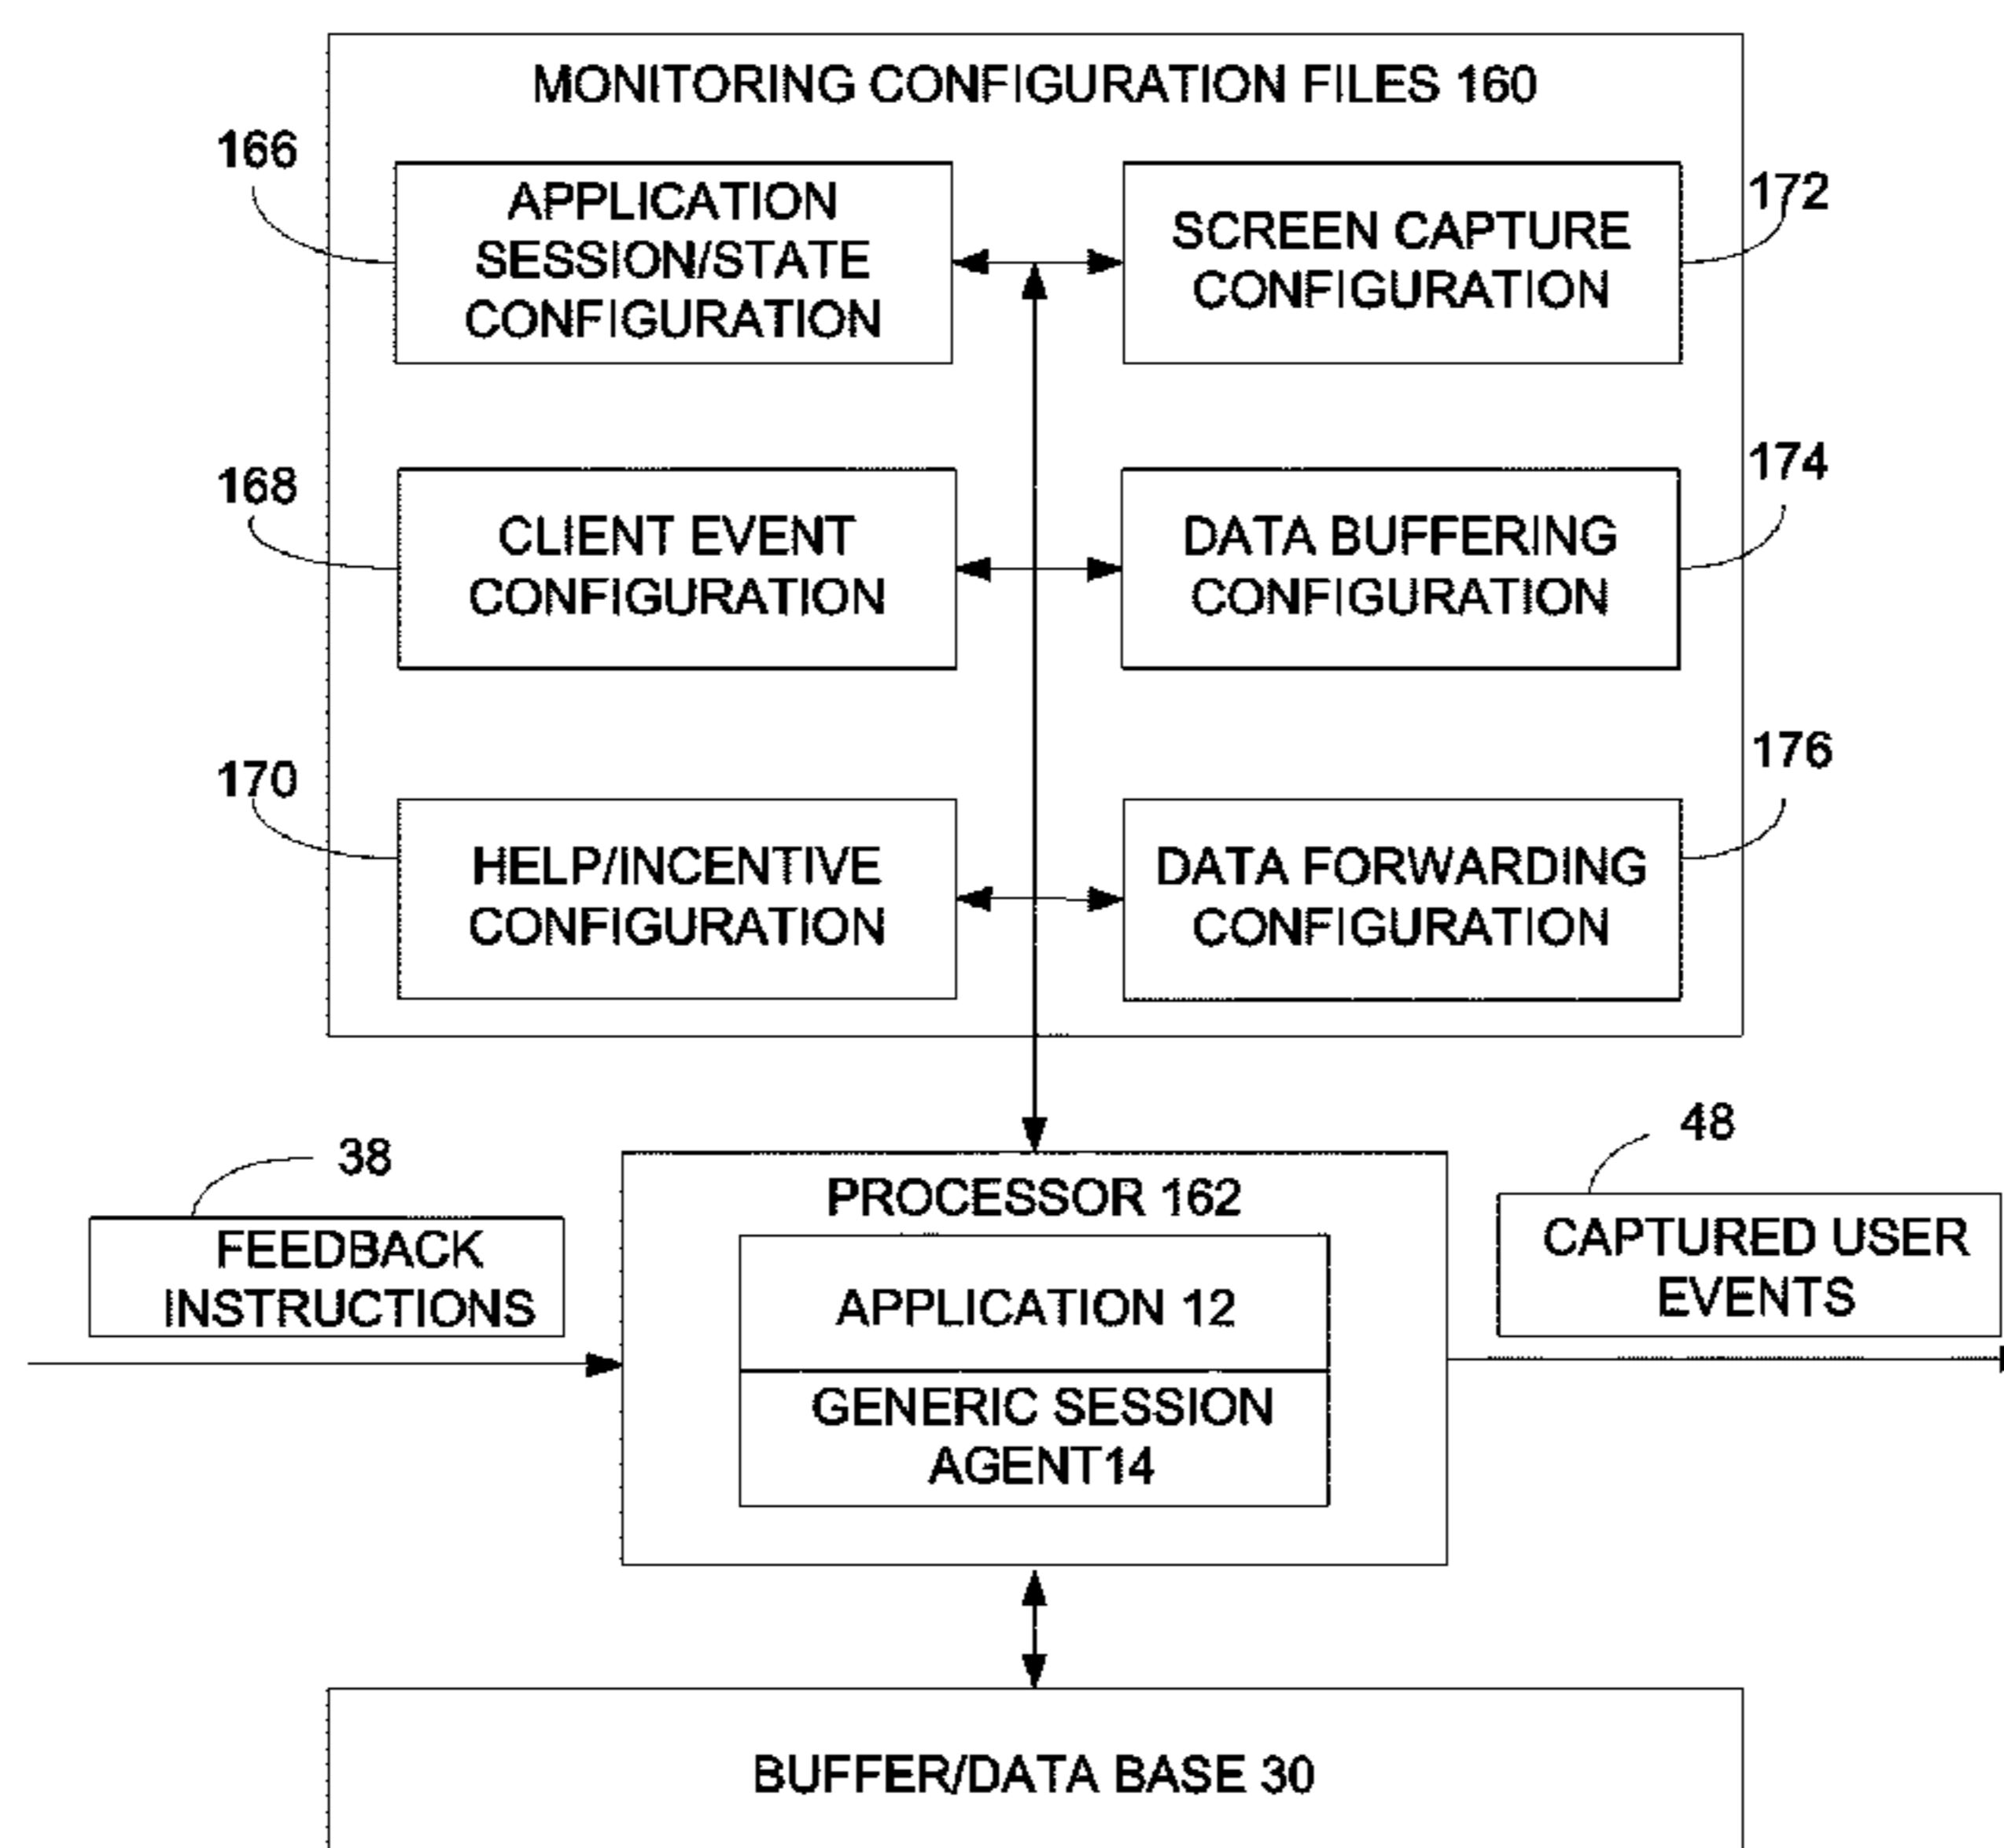 MONITORING CONFIGURATION FILES 160
166
APPLICATION
SESSION/STATE
CONFIGURATION
172
SCREEN CAPTURE
CONFIGURATION
168
CLIENT EVENT
CONFIGURATION
174
DATA BUFFERING
CONFIGURATION
170
HELP/INCENTIVE
CONFIGURATION
176
DATA FORWARDING
CONFIGURATION
38
FEEDBACK
INSTRUCTIONS
PROCESSOR 162
APPLICATION 12
GENERIC SESSION
AGENT14
48
CAPTURED USER
EVENTS
BUFFER/DATA BASE 30